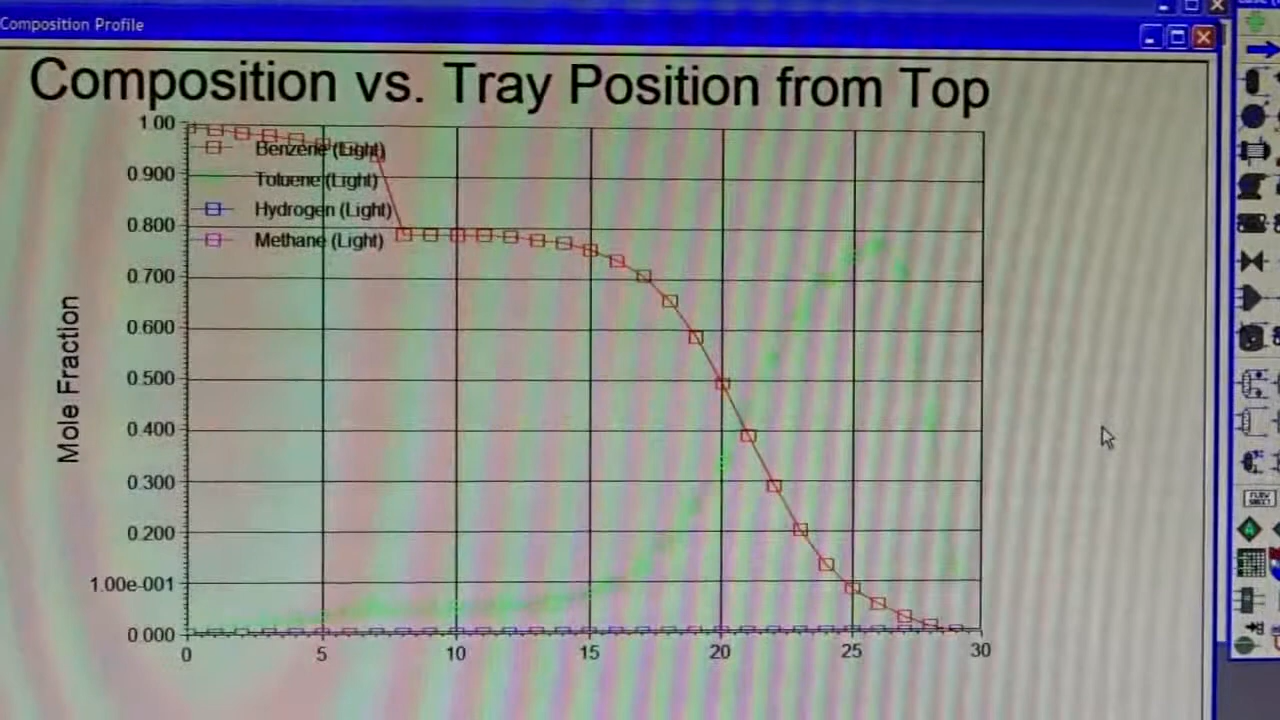 Composition Profile
Composition vs. Tray Position from Top
1.00
Benzene (Light)
0.900
Toluene (Light)
Hydrogen (Light)
0.800
Methane (Light)
0.700
0.600
Mole Fraction
0.500
0.400
0.300
0.200
1.00e-001
0.000
0
5
10
15
20
25
30